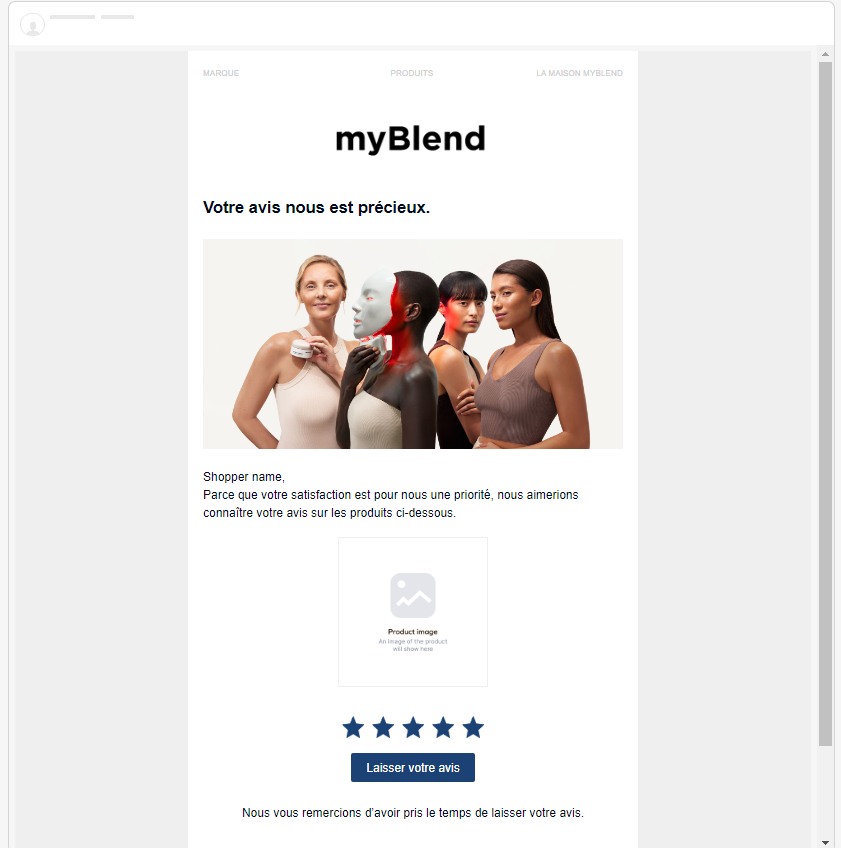 MARQUE PRODUITS LA MAISON MYBLEND
myBlend
Votre avis nous est précieux.
Shopper name,
Parce que votre satisfaction est pour nous une priorité, nous aimerions
connaître votre avis sur les produits ci-dessous.
Product image
An image of the product
will show here
Laisser votre avis
Nous vous remercions d'avoir pris le temps de laisser votre avis.